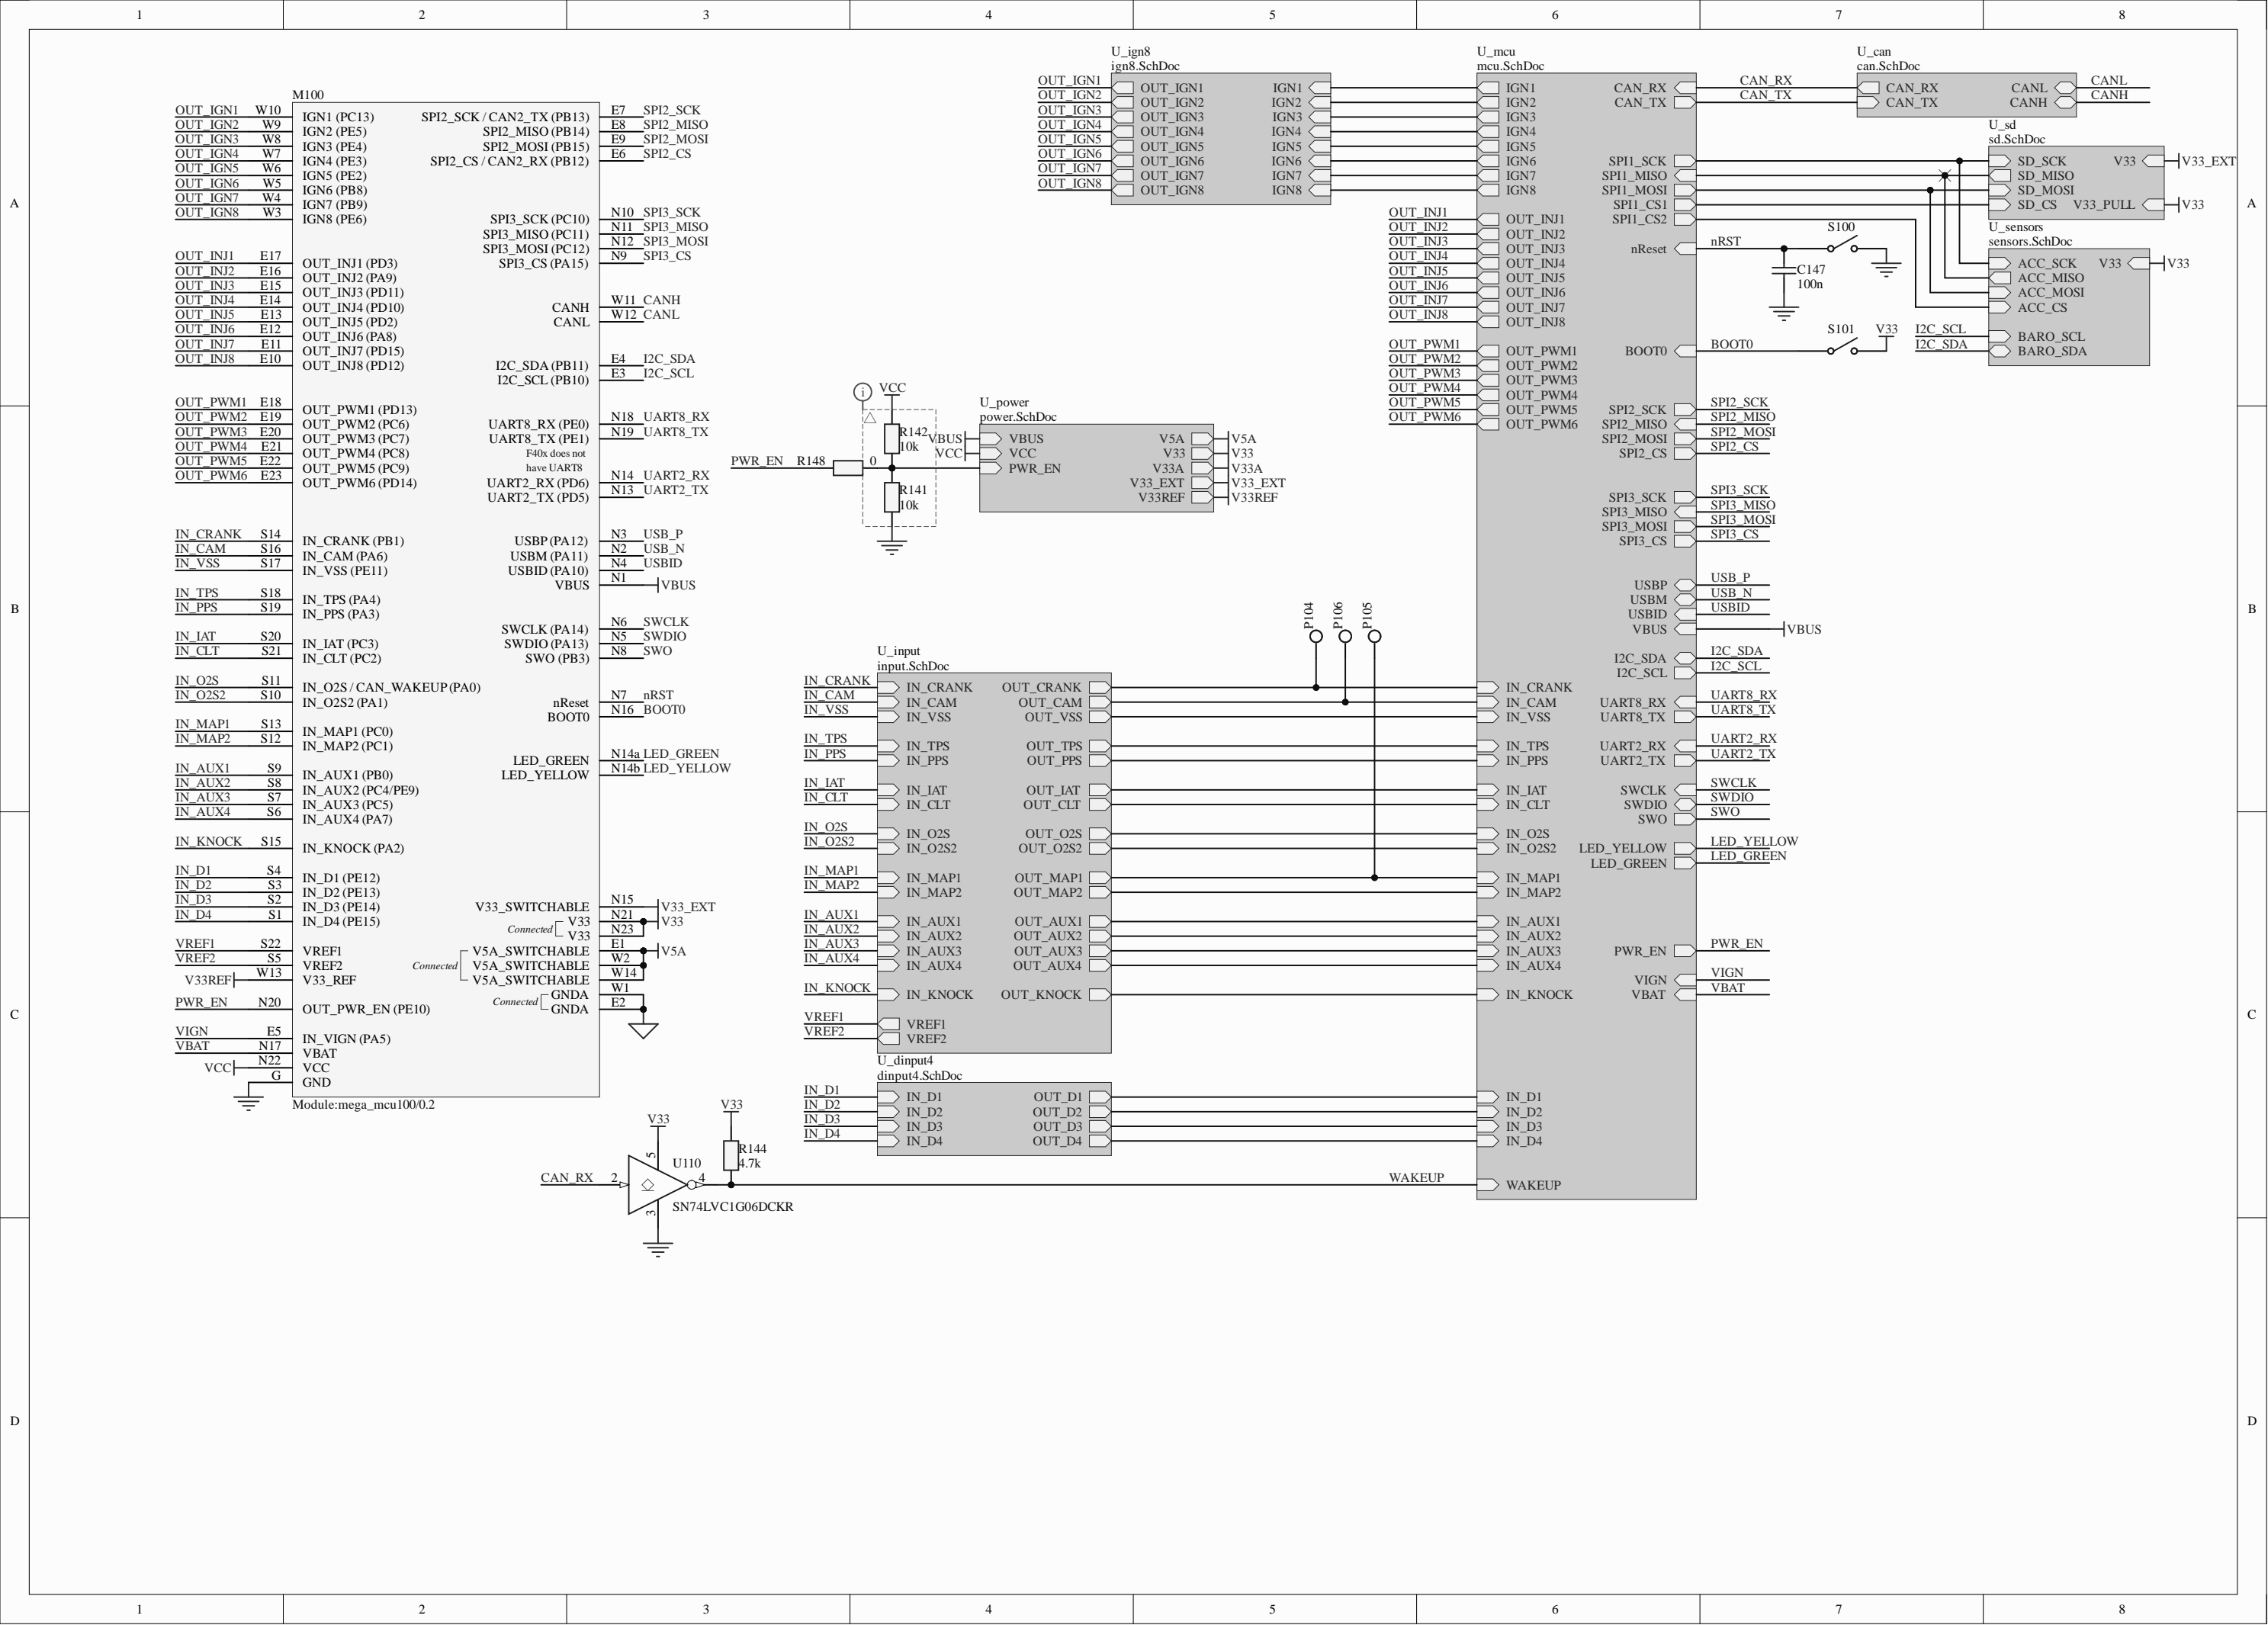 1 2 3 4 5 6 7 8
A
B
C
D
M100
OUT_IGN1 W10 IGN1 (PC13)
OUT_IGN2 W9 IGN2 (PE5)
OUT_IGN3 W8 IGN3 (PE4)
OUT_IGN4 W7 IGN4 (PE3)
OUT_IGN5 W6 IGN5 (PE2)
OUT_IGN6 W5 IGN6 (PB8)
OUT_IGN7 W4 IGN7 (PB9)
OUT_IGN8 W3 IGN8 (PE6)
OUT_INJ1 E17 OUT_INJ1 (PD3)
OUT_INJ2 E16 OUT_INJ2 (PA9)
OUT_INJ3 E15 OUT_INJ3 (PD11)
OUT_INJ4 E14 OUT_INJ4 (PD10)
OUT_INJ5 E13 OUT_INJ5 (PD2)
OUT_INJ6 E12 OUT_INJ6 (PA8)
OUT_INJ7 E11 OUT_INJ7 (PD15)
OUT_INJ8 E10 OUT_INJ8 (PD12)
OUT_PWM1 E18 OUT_PWM1 (PD13)
OUT_PWM2 E19 OUT_PWM2 (PC6)
OUT_PWM3 E20 OUT_PWM3 (PC7)
OUT_PWM4 E21 OUT_PWM4 (PC8)
OUT_PWM5 E22 OUT_PWM5 (PC9)
OUT_PWM6 E23 OUT_PWM6 (PD14)
IN_CRANK S14 IN_CRANK (PB1)
IN_CAM S16 IN_CAM (PA6)
IN_VSS S17 IN_VSS (PE11)
IN_TPS S18 IN_TPS (PA4)
IN_PPS S19 IN_PPS (PA3)
IN_IAT S20 IN_IAT (PC3)
IN_CLT S21 IN_CLT (PC2)
IN_O2S S11 IN_O2S / CAN_WAKEUP (PA0)
IN_O2S2 S10 IN_O2S2 (PA1)
IN_MAP1 S13 IN_MAP1 (PC0)
IN_MAP2 S12 IN_MAP2 (PC1)
IN_AUX1 S9 IN_AUX1 (PB0)
IN_AUX2 S8 IN_AUX2 (PC4/PE9)
IN_AUX3 S7 IN_AUX3 (PC5)
IN_AUX4 S6 IN_AUX4 (PA7)
IN_KNOCK S15 IN_KNOCK (PA2)
IN_D1 S4 IN_D1 (PE12)
IN_D2 S3 IN_D2 (PE13)
IN_D3 S2 IN_D3 (PE14)
IN_D4 S1 IN_D4 (PE15)
VREF1 S22 VREF1
VREF2 S5 VREF2
V33REF W13 V33_REF
PWR_EN N20 OUT_PWR_EN (PE10)
VIGN E5 IN_VIGN (PA5)
VBAT N17 VBAT
VCC N22 VCC
G GND
Module:mega_mcu100/0.2
SPI2_SCK / CAN2_TX (PB13) E7 SPI2_SCK
SPI2_MISO (PB14) E8 SPI2_MISO
SPI2_MOSI (PB15) E9 SPI2_MOSI
SPI2_CS / CAN2_RX (PB12) E6 SPI2_CS
SPI3_SCK (PC10) N10 SPI3_SCK
SPI3_MISO (PC11) N11 SPI3_MISO
SPI3_MOSI (PC12) N12 SPI3_MOSI
SPI3_CS (PA15) N9 SPI3_CS
CANH W11 CANH
CANL W12 CANL
I2C_SDA (PB11) E4 I2C_SDA
I2C_SCL (PB10) E3 I2C_SCL
UART8_RX (PE0) N18 UART8_RX
UART8_TX (PE1) N19 UART8_TX
F40x does not
have UART8
UART2_RX (PD6) N14 UART2_RX
UART2_TX (PD5) N13 UART2_TX
USBP (PA12) N3 USB_P
USBM (PA11) N2 USB_N
USBID (PA10) N4 USBID
VBUS N1 VBUS
SWCLK (PA14) N6 SWCLK
SWDIO (PA13) N5 SWDIO
SWO (PB3) N8 SWO
nReset N7 nRST
BOOT0 N16 BOOT0
LED_GREEN N14a LED_GREEN
LED_YELLOW N14b LED_YELLOW
V33_SWITCHABLE N15 V33_EXT
V33 N21 V33
Connected
V33 N23
V5A_SWITCHABLE E1 V5A
Connected V5A_SWITCHABLE W2
V5A_SWITCHABLE W14
GNDA W1
Connected
GNDA E2
VCC
i
R142
10k
PWR_EN R148 0
R141
10k
U_power
power.SchDoc
VBUS VBUS V5A V5A
VCC VCC V33 V33
PWR_EN V33A V33A
V33_EXT V33_EXT
V33REF V33REF
U_ign8
ign8.SchDoc
OUT_IGN1 OUT_IGN1 IGN1
OUT_IGN2 OUT_IGN2 IGN2
OUT_IGN3 OUT_IGN3 IGN3
OUT_IGN4 OUT_IGN4 IGN4
OUT_IGN5 OUT_IGN5 IGN5
OUT_IGN6 OUT_IGN6 IGN6
OUT_IGN7 OUT_IGN7 IGN7
OUT_IGN8 OUT_IGN8 IGN8
P104 P106 P105
U_input
input.SchDoc
IN_CRANK IN_CRANK OUT_CRANK
IN_CAM IN_CAM OUT_CAM
IN_VSS IN_VSS OUT_VSS
IN_TPS IN_TPS OUT_TPS
IN_PPS IN_PPS OUT_PPS
IN_IAT IN_IAT OUT_IAT
IN_CLT IN_CLT OUT_CLT
IN_O2S IN_O2S OUT_O2S
IN_O2S2 IN_O2S2 OUT_O2S2
IN_MAP1 IN_MAP1 OUT_MAP1
IN_MAP2 IN_MAP2 OUT_MAP2
IN_AUX1 IN_AUX1 OUT_AUX1
IN_AUX2 IN_AUX2 OUT_AUX2
IN_AUX3 IN_AUX3 OUT_AUX3
IN_AUX4 IN_AUX4 OUT_AUX4
IN_KNOCK IN_KNOCK OUT_KNOCK
VREF1 VREF1
VREF2 VREF2
U_dinput4
dinput4.SchDoc
IN_D1 IN_D1 OUT_D1
IN_D2 IN_D2 OUT_D2
IN_D3 IN_D3 OUT_D3
IN_D4 IN_D4 OUT_D4
V33 V33
R144
4.7k
5
U110
CAN_RX 2 4 WAKEUP
3
SN74LVC1G06DCKR
U_mcu
mcu.SchDoc
IGN1 CAN_RX CAN_RX
IGN2 CAN_TX CAN_TX
IGN3
IGN4
IGN5
IGN6 SPI1_SCK
IGN7 SPI1_MISO
IGN8 SPI1_MOSI
SPI1_CS1
OUT_INJ1 OUT_INJ1 SPI1_CS2
OUT_INJ2 OUT_INJ2
OUT_INJ3 OUT_INJ3 nReset nRST
OUT_INJ4 OUT_INJ4
OUT_INJ5 OUT_INJ5
OUT_INJ6 OUT_INJ6
OUT_INJ7 OUT_INJ7
OUT_INJ8 OUT_INJ8
OUT_PWM1 OUT_PWM1 BOOT0 BOOT0
OUT_PWM2 OUT_PWM2
OUT_PWM3 OUT_PWM3
OUT_PWM4 OUT_PWM4
OUT_PWM5 OUT_PWM5 SPI2_SCK SPI2_SCK
OUT_PWM6 OUT_PWM6 SPI2_MISO SPI2_MISO
SPI2_MOSI SPI2_MOSI
SPI2_CS SPI2_CS
SPI3_SCK SPI3_SCK
SPI3_MISO SPI3_MISO
SPI3_MOSI SPI3_MOSI
SPI3_CS SPI3_CS
USBP USB_P
USBM USB_N
USBID USBID
VBUS VBUS
I2C_SDA I2C_SDA
I2C_SCL I2C_SCL
IN_CRANK
IN_CAM UART8_RX UART8_RX
IN_VSS UART8_TX UART8_TX
IN_TPS UART2_RX UART2_RX
IN_PPS UART2_TX UART2_TX
IN_IAT SWCLK SWCLK
IN_CLT SWDIO SWDIO
SWO SWO
IN_O2S
IN_O2S2 LED_YELLOW LED_YELLOW
LED_GREEN LED_GREEN
IN_MAP1
IN_MAP2
IN_AUX1
IN_AUX2
IN_AUX3 PWR_EN PWR_EN
IN_AUX4
VIGN VIGN
IN_KNOCK VBAT VBAT
IN_D1
IN_D2
IN_D3
IN_D4
WAKEUP
U_can
can.SchDoc
CAN_RX CANL CANL
CAN_TX CANH CANH
U_sd
sd.SchDoc
SD_SCK V33 V33_EXT
SD_MISO
SD_MOSI
SD_CS V33_PULL V33
S100
C147
100n
S101 V33
U_sensors
sensors.SchDoc
ACC_SCK V33 V33
ACC_MISO
ACC_MOSI
ACC_CS
I2C_SCL BARO_SCL
I2C_SDA BARO_SDA
A
B
C
D
1 2 3 4 5 6 7 8